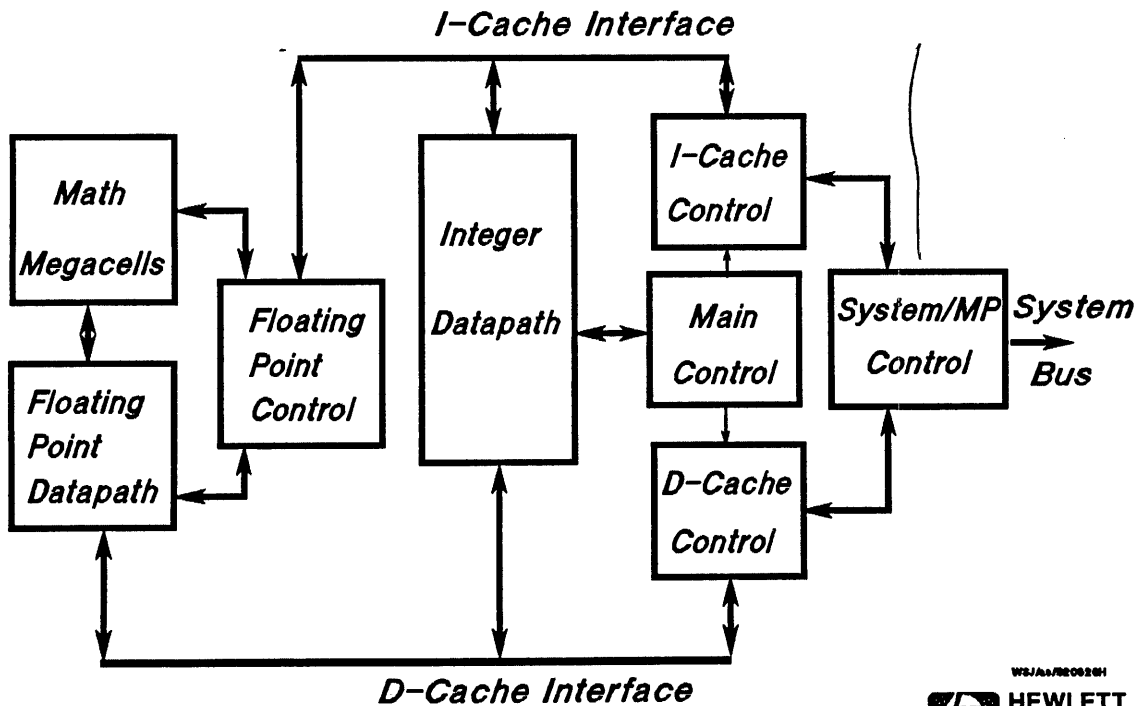 I-Cache Interface
Math
Megacells
Floating
Point
Control
Floating
Point
Datapath
Integer
Datapath
I-Cache
Control
Main
Control
D-Cache
Control
System/MP
Control
System
Bus
D-Cache Interface
HEWLETT